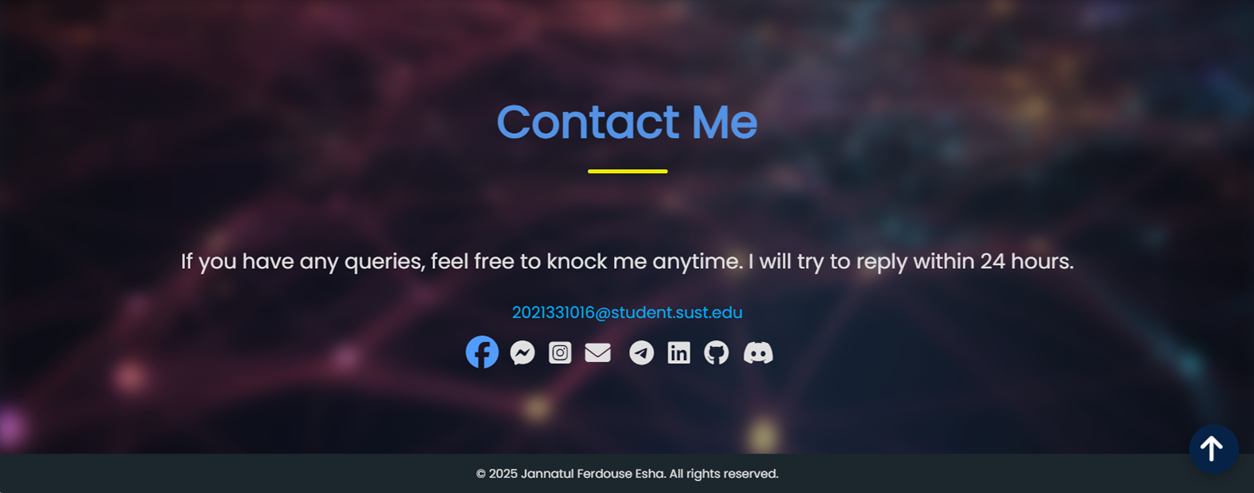 Contact Me
If you have any queries, feel free to knock me anytime. I will try to reply within 24 hours.
2021331016@student.sust.edu
© 2025 Jannatul Ferdouse Esha. All rights reserved.